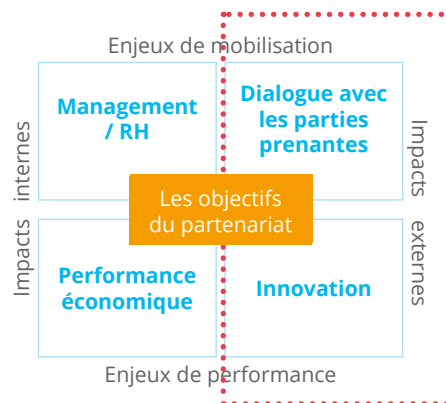 Enjeux de mobilisation
Management
/ RH
Dialogue avec
les parties
prenantes
Impacts internes
Impacts externes
Les objectifs
du partenariat
Performance
économique
Innovation
Enjeux de performance